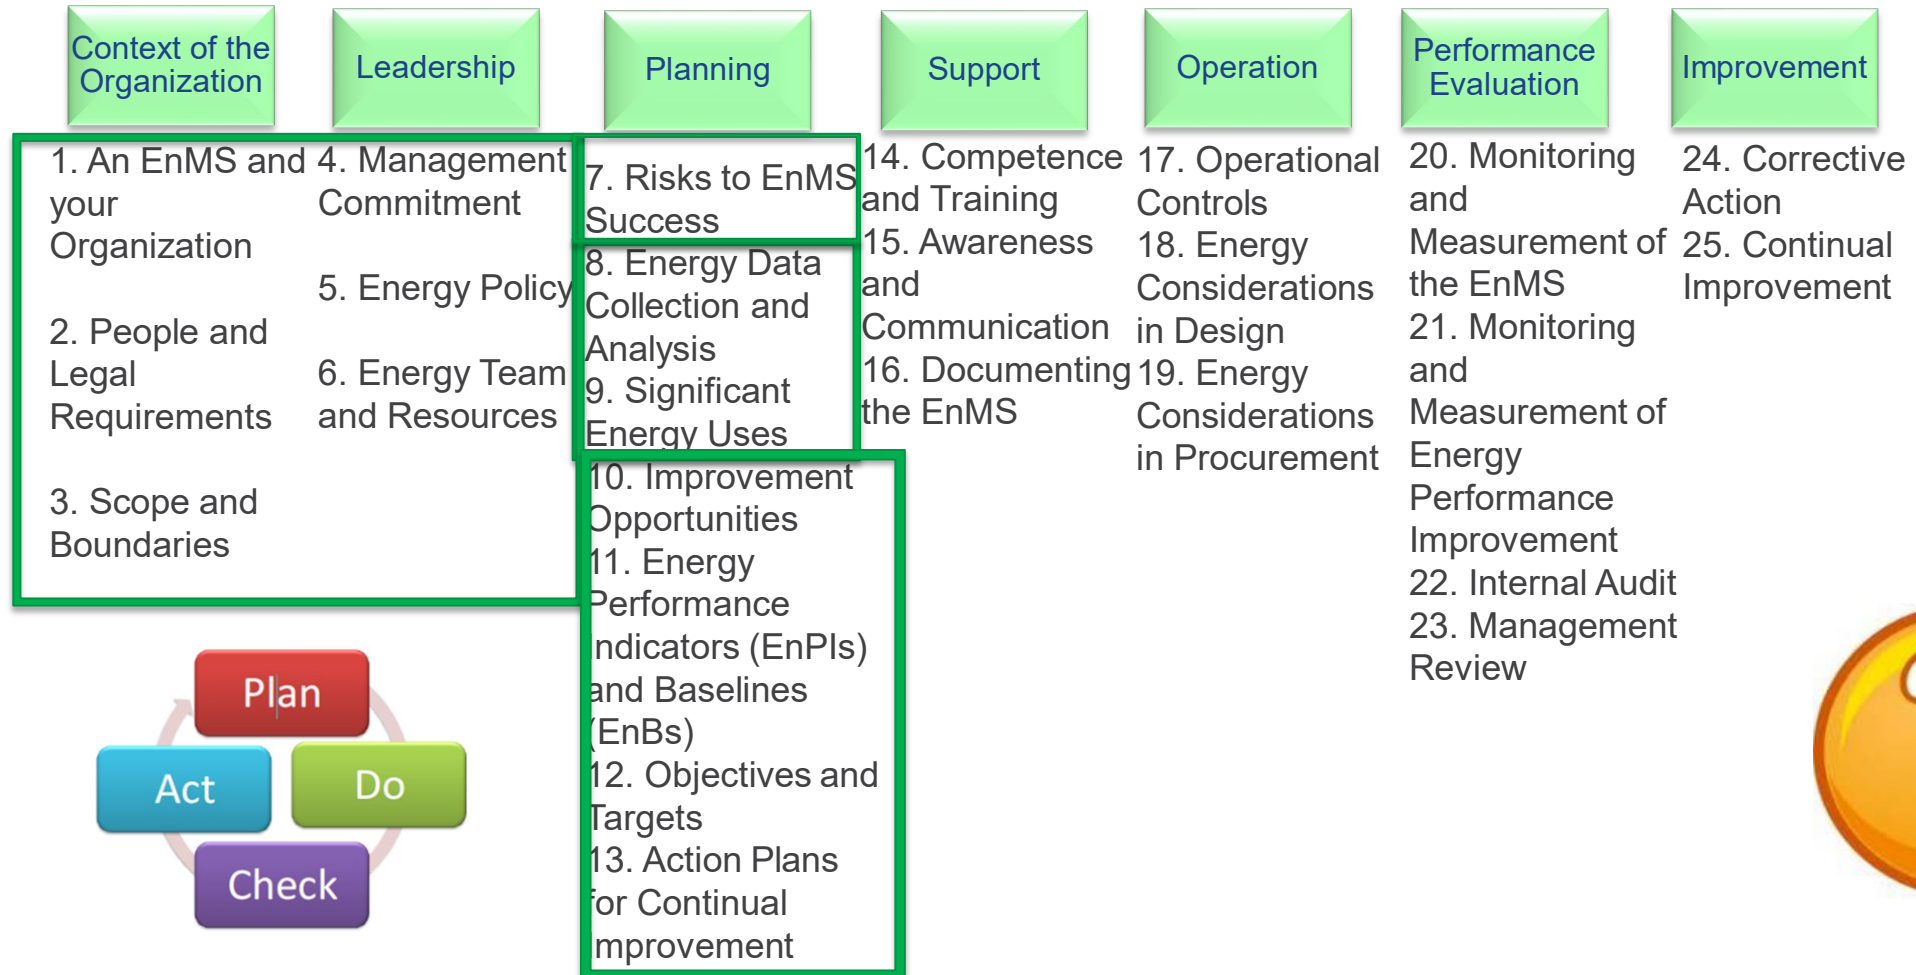 Context of the
Organization
Leadership
Planning
Support
Operation
Performance
Evaluation
Improvement
1. An EnMS and
your
Organization
2. People and
Legal
Requirements
3. Scope and
Boundaries
4. Management
Commitment
5. Energy Policy
6. Energy Team
and Resources
7. Risks to EnMS
Success
8. Energy Data
Collection and
Analysis
9. Significant
Energy Uses
10. Improvement
Opportunities
11. Energy
Performance
Indicators (EnPIs)
and Baselines
(EnBs)
12. Objectives and
Targets
13. Action Plans
for Continual
Improvement
14. Competence
and Training
15. Awareness
and
Communication
16. Documenting
the EnMS
17. Operational
Controls
18. Energy
Considerations
in Design
19. Energy
Considerations
in Procurement
20. Monitoring
and
Measurement of
the EnMS
21. Monitoring
and
Measurement of
Energy
Performance
Improvement
22. Internal Audit
23. Management
Review
24. Corrective
Action
25. Continual
Improvement
Plan
Do
Act
Check